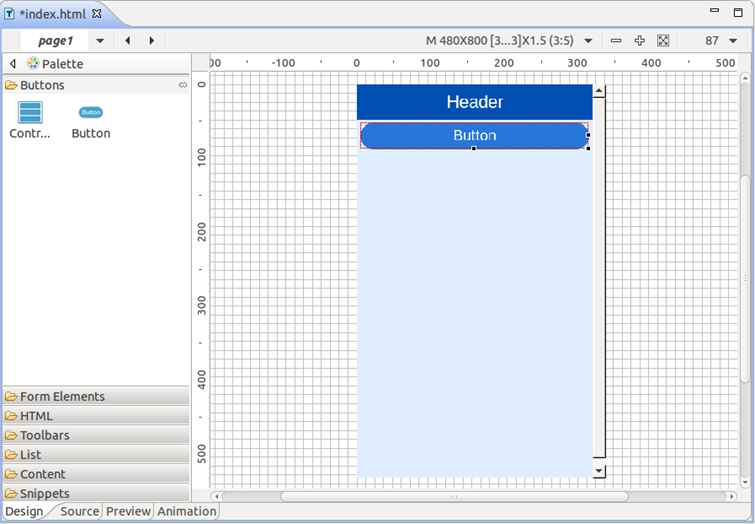 *index.html
page1
M 480X800 [3...3]X1.5 (3:5)
87
Palette
Buttons
Contr...
Button
Button
Form Elements
HTML
Toolbars
List
Content
Snippets
00 -100 0 100 200 300 400 500
0
100
200
300
400
500
Header
Button
Design Source Preview Animation